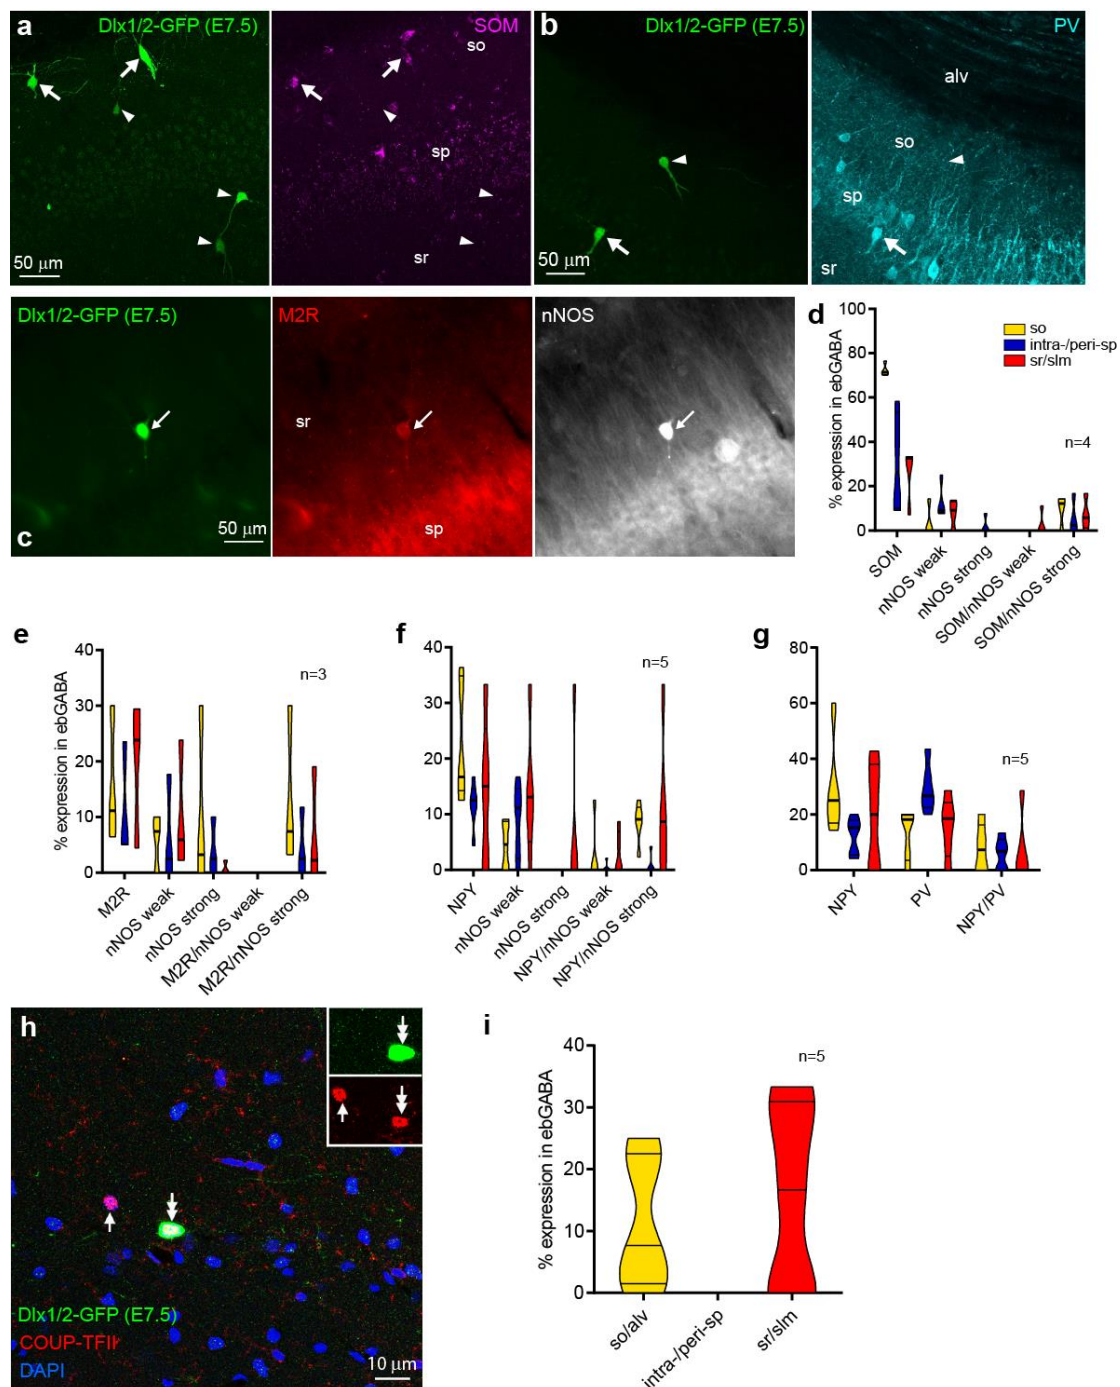 a
Dlx1/2-GFP (E7.5)
SOM
so
sp
sr
50 µm
b
Dlx1/2-GFP (E7.5)
PV
alv
so
sp
sr
50 µm
Dlx1/2-GFP (E7.5)
M2R
nNOS
sr
sp
50 µm
c
d
% expression in ebGABA
100
80
60
40
20
0
so
intra-/peri-sp
sr/slm
n=4
SOM
nNOS weak
nNOS strong
SOM/nNOS weak
SOM/nNOS strong
e
% expression in ebGABA
40
30
20
10
0
n=3
M2R
nNOS weak
nNOS strong
M2R/nNOS weak
M2R/nNOS strong
f
40
30
20
10
0
n=5
NPY
nNOS weak
nNOS strong
NPY/nNOS weak
NPY/nNOS strong
g
80
60
40
20
0
n=5
NPY
PV
NPY/PV
h
Dlx1/2-GFP (E7.5)
COUP-TFII
DAPI
10 µm
i
% expression in ebGABA
40
30
20
10
0
n=5
so/alv
intra-/peri-sp
sr/slm